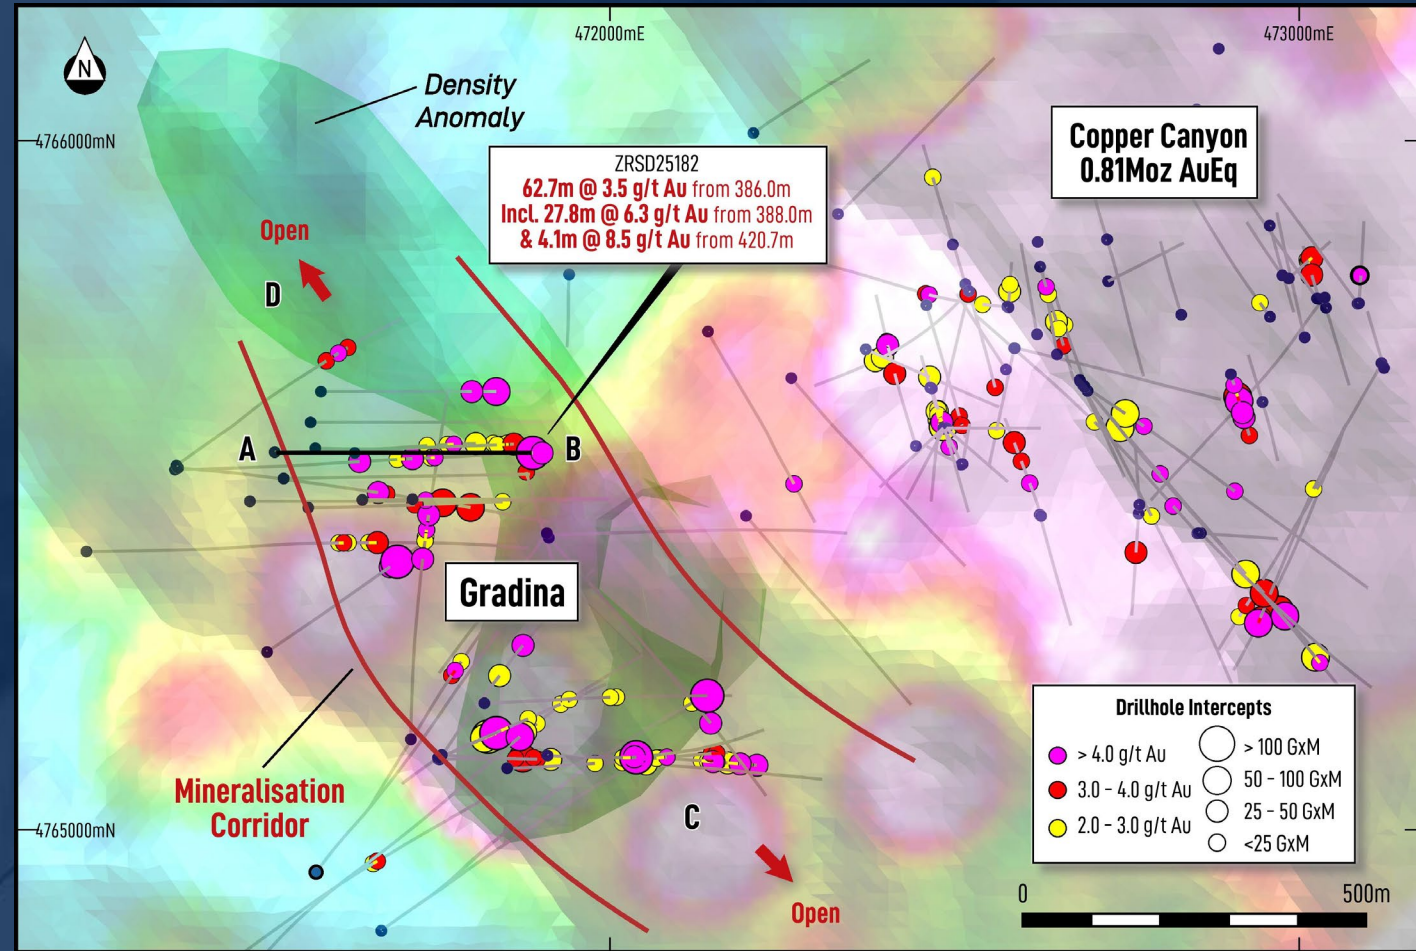 472000mE
473000mE
N
Density
Anomaly
4766000mN
Copper Canyon
0.81Moz AuEq
ZRSD25182
62.7m @ 3.5 g/t Au from 386.0m
Incl. 27.8m @ 6.3 g/t Au from 388.0m
& 4.1m @ 8.5 g/t Au from 420.7m
Open
D
A
B
Gradina
Mineralisation
Corridor
4765000mN
C
Open
Drillhole Intercepts
> 4.0 g/t Au
3.0 - 4.0 g/t Au
2.0 - 3.0 g/t Au
> 100 GxM
50 - 100 GxM
25 - 50 GxM
<25 GxM
0
500m